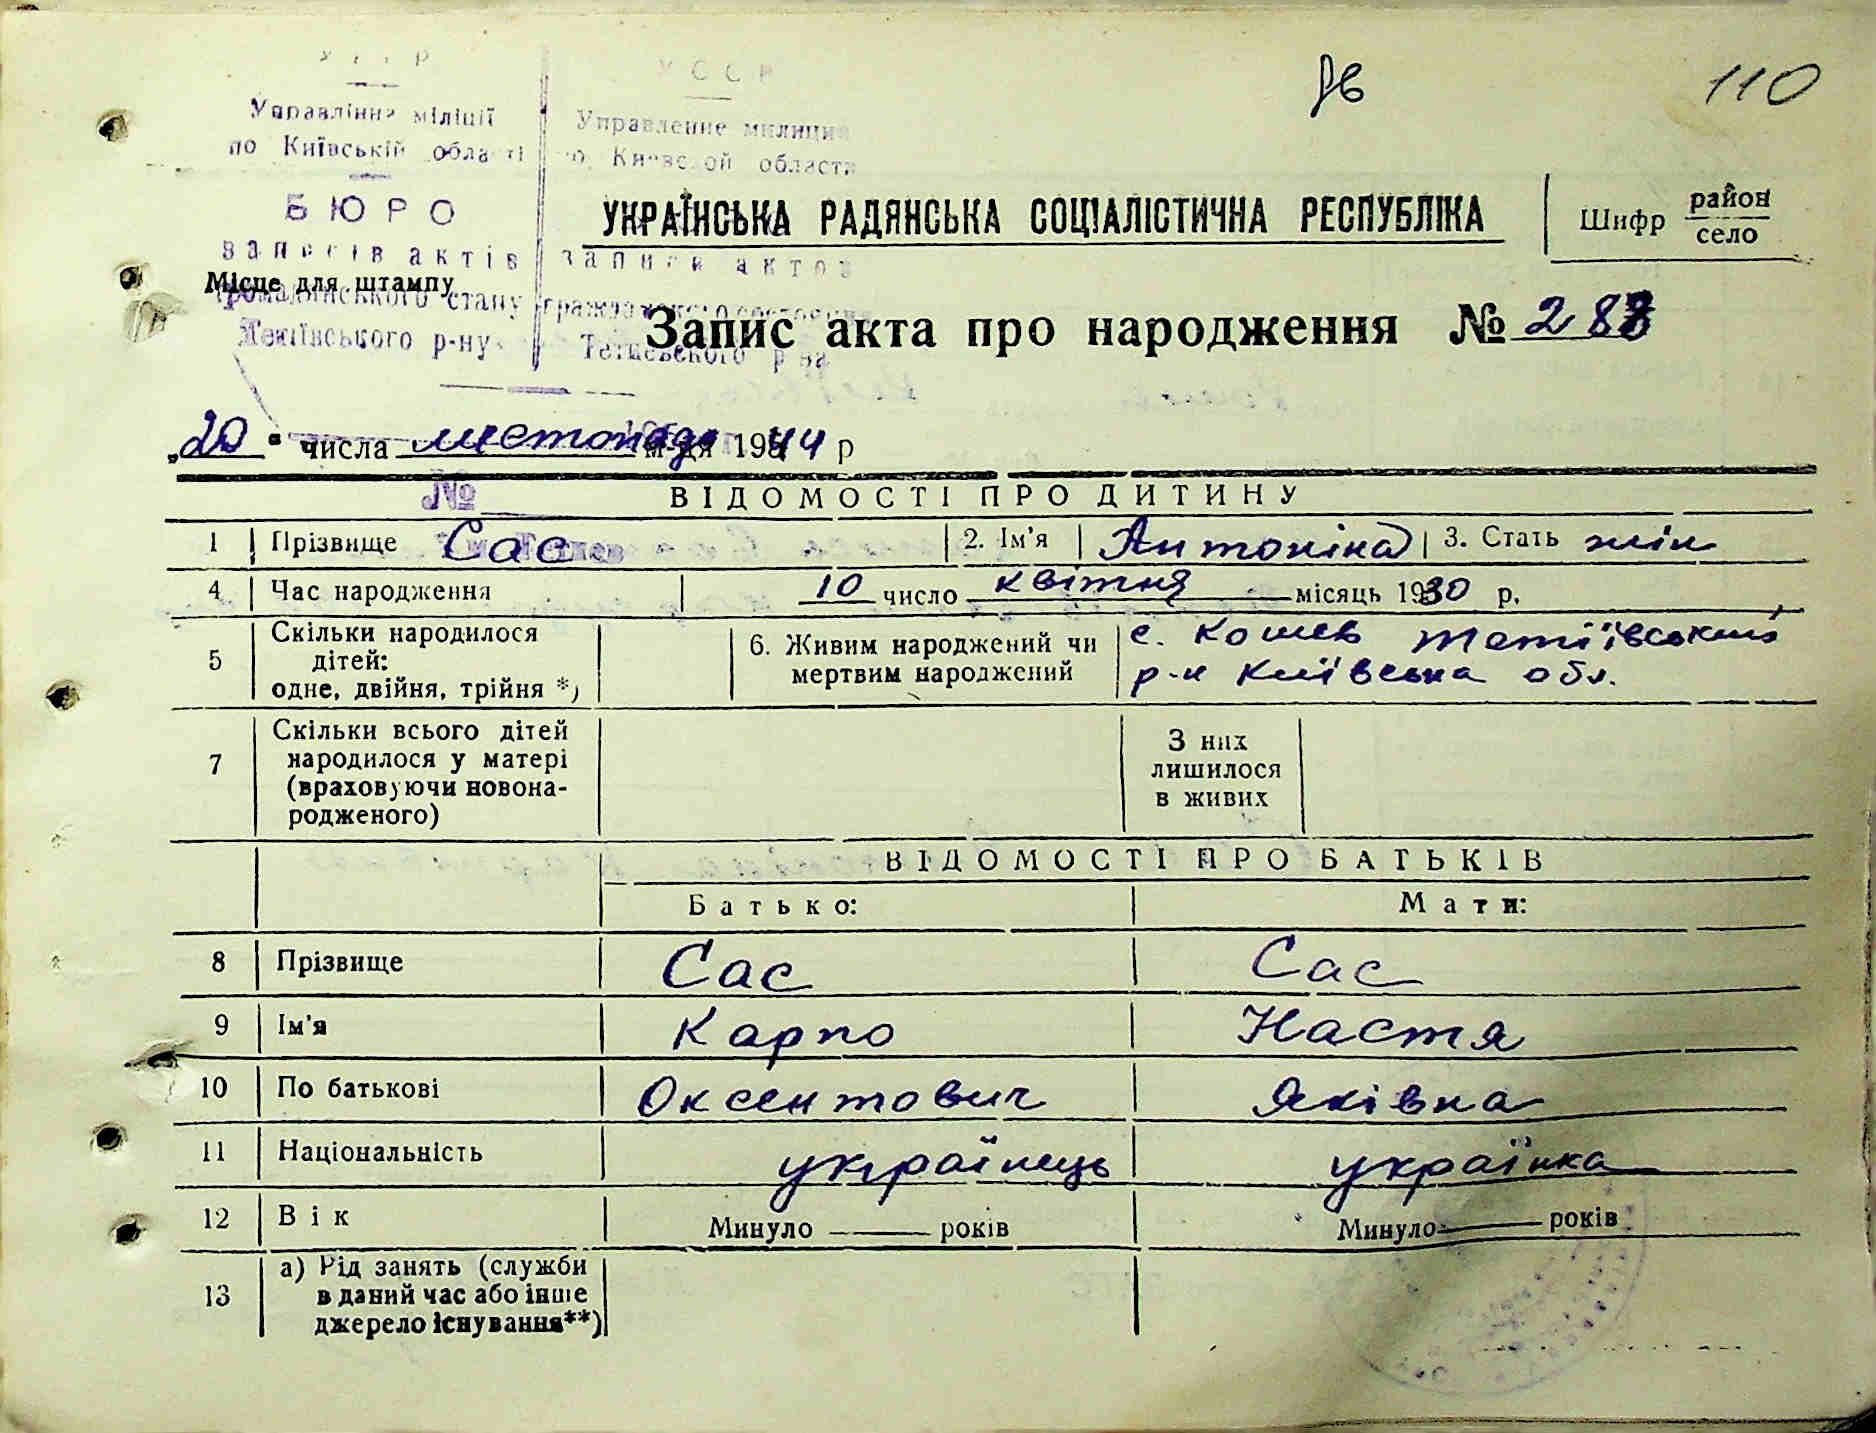 110
УССР
Управління міліції по Київській області
Управление милиции по Киевской области
БЮРО
записів актів
записи актов
громадянського стану
гражданского состояния
Тетіївського р-ну
Тетиевского р-на
УКРАЇНСЬКА РАДЯНСЬКА СОЦІАЛІСТИЧНА РЕСПУБЛІКА
Шифр район село
Місце для штампу
Запис акта про народження №
„20" числа листопада м-ця 1944 р
№
ВІДОМОСТІ ПРО ДИТИНУ
1 Прізвище Сас 2. Ім'я Антоніна 3. Стать жін
4 Час народження 10 число квітня місяць 1930 р.
5 Скільки народилося дітей: одне, двійня, трійня *) 6. Живим народжений чи мертвим народжений с. Кошев Тетіївський р-н Київська обл.
7 Скільки всього дітей народилося у матері (враховуючи новона-родженого) З них лишилося в живих
ВІДОМОСТІ ПРО БАТЬКІВ
Батько: Мати:
8 Прізвище Сас Сас
9 Ім'я Карпо Настя
10 По батькові Оксентович Яківна
11 Національність українець українка
12 Вік Минуло років Минуло років
13 а) Рід занять (служби в даний час або інше джерело існування**)